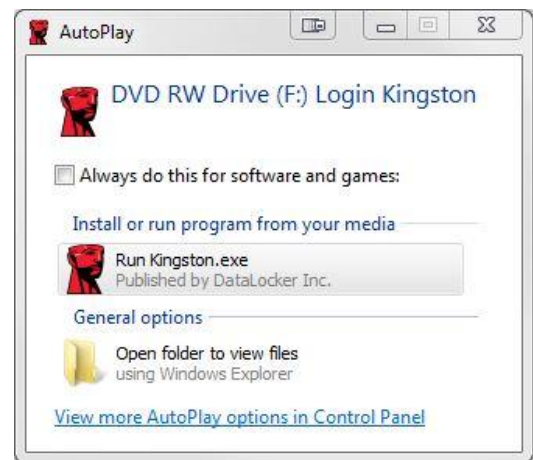 AutoPlay
DVD RW Drive (F:) Login Kingston
Always do this for software and games:
Install or run program from your media
Run Kingston.exe
Published by DataLocker Inc.
General options
Open folder to view files
using Windows Explorer
View more AutoPlay options in Control Panel